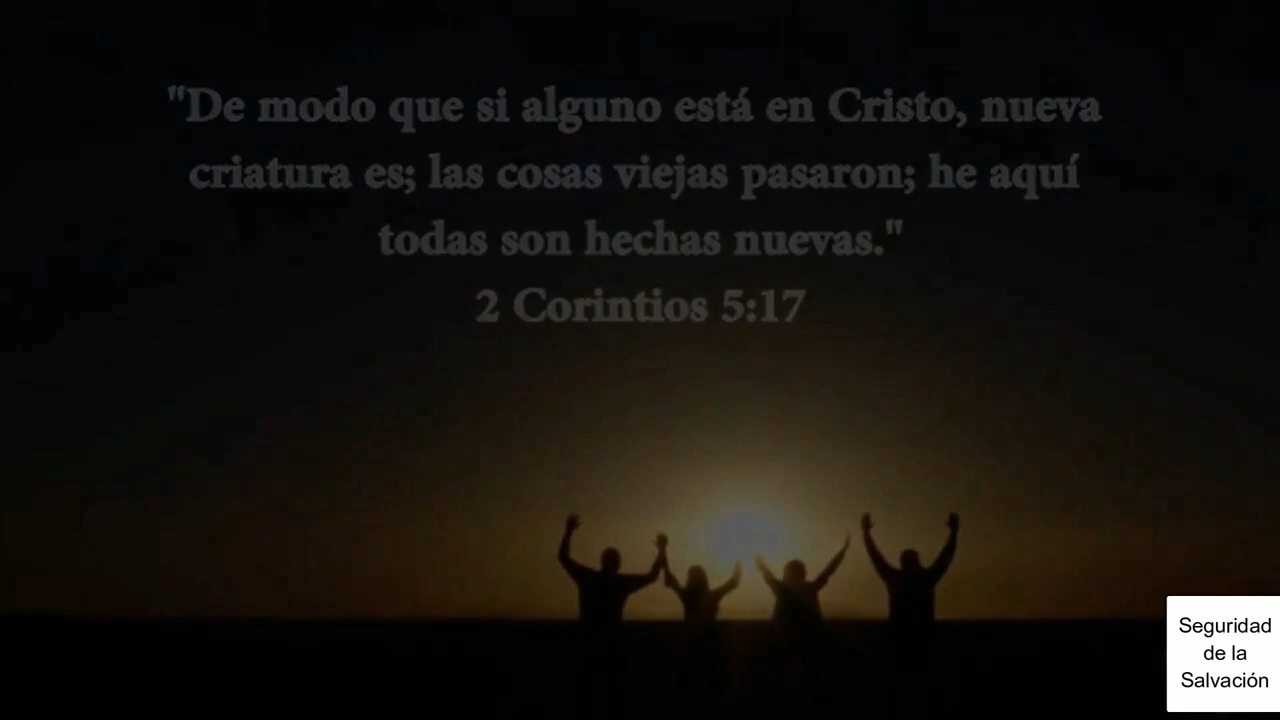 "De modo que si alguno está en Cristo, nueva
criatura es; las cosas viejas pasaron; he aquí
todas son hechas nuevas."
2 Corintios 5:17
Seguridad
de la
Salvación